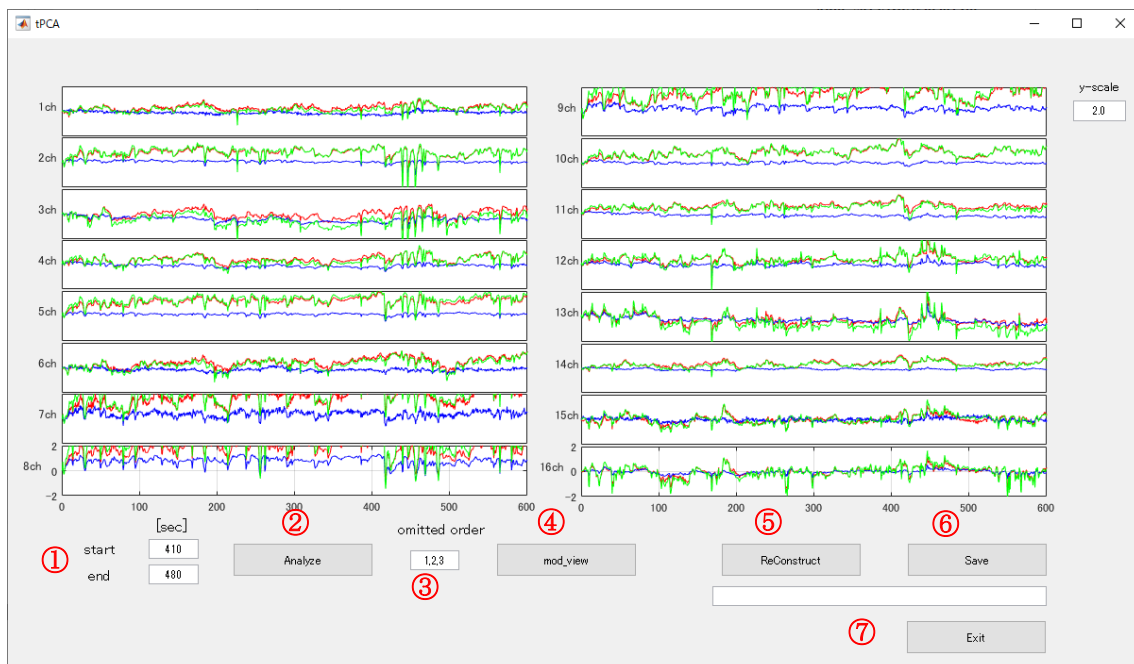 tPCA
1ch
2ch
3ch
4ch
5ch
6ch
7ch
8ch
2
0
-2
0
100
200
300
400
500
600
9ch
10ch
11ch
12ch
13ch
14ch
15ch
16ch
2
0
-2
0
100
200
300
400
500
600
y-scale
2.0
①
[sec]
start
410
end
480
②
Analyze
omitted order
1,2,3
③
④
mod_view
⑤
ReConstruct
⑥
Save
⑦
Exit